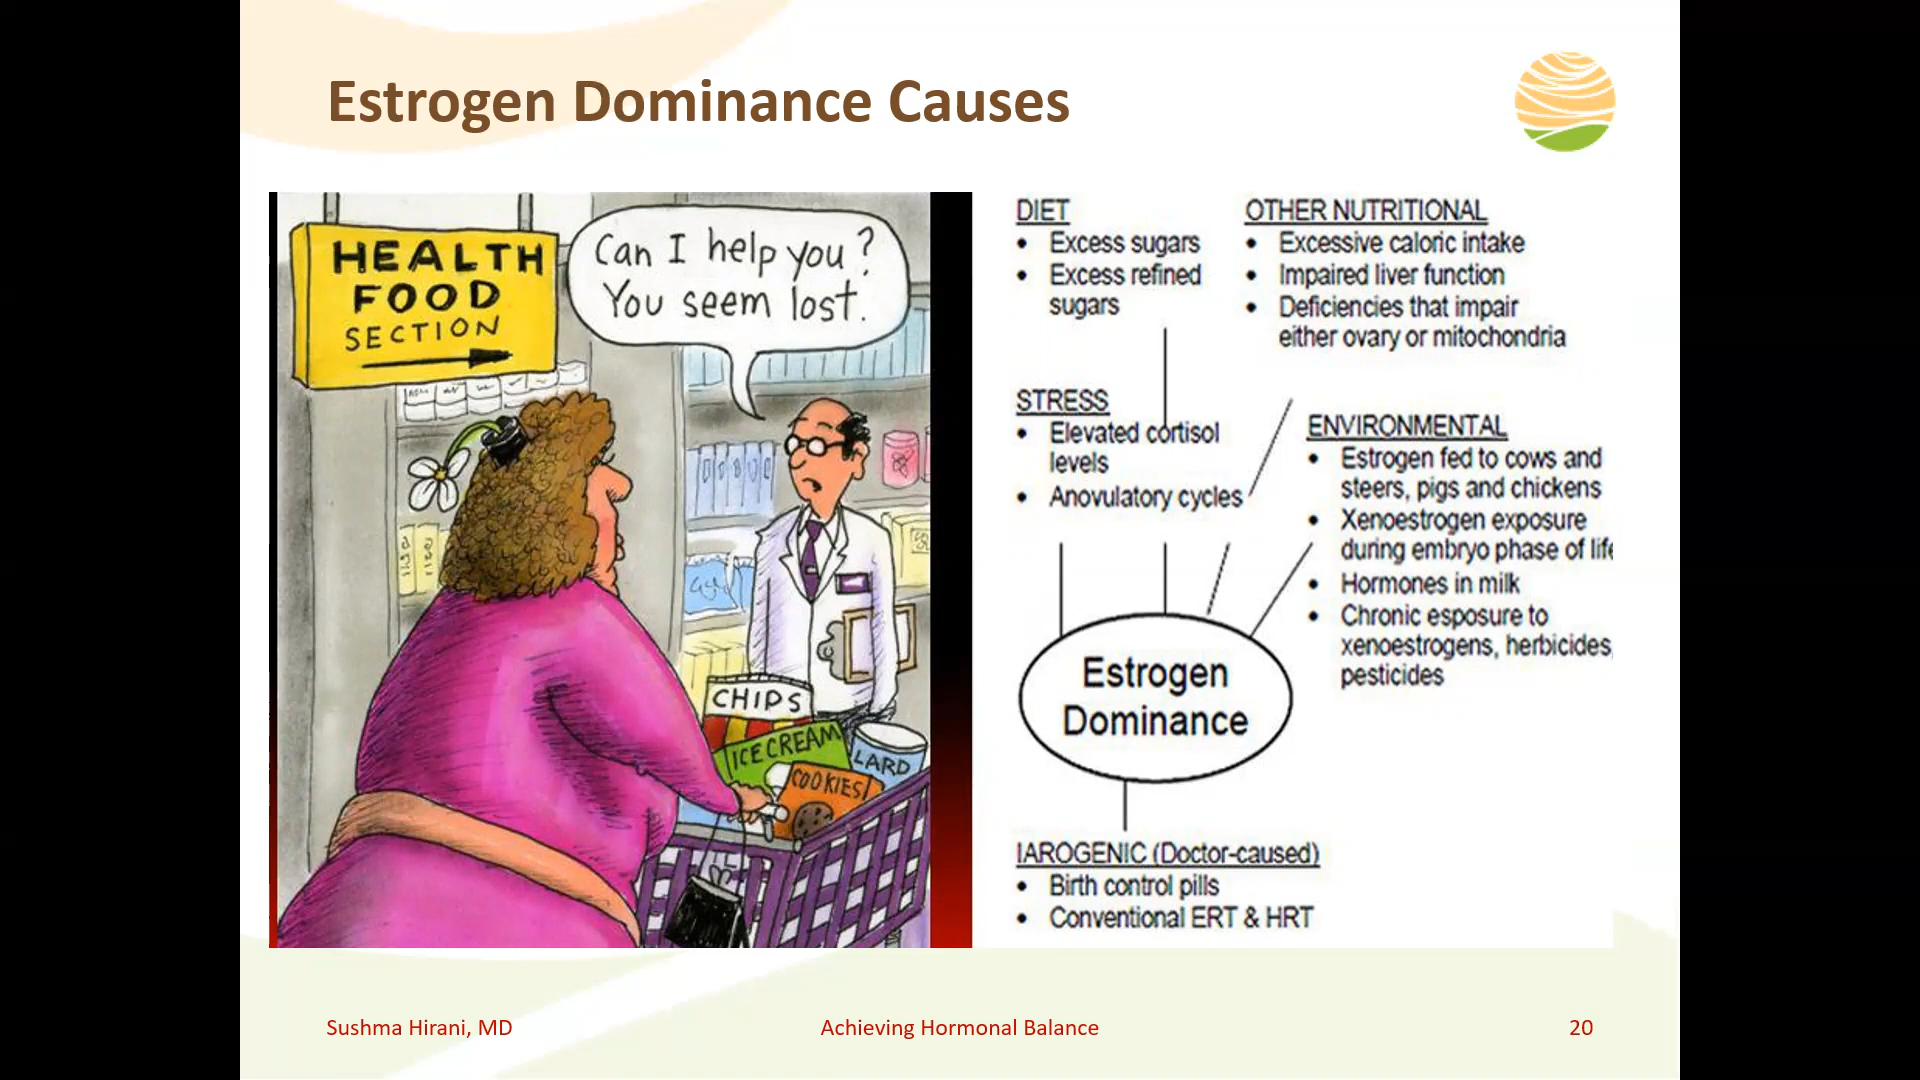 Estrogen Dominance Causes
HEALTH
FOOD
SECTION
Can I help you?
You seem lost.
CHIPS
ICE CREAM
LARD
COOKIES
DIET
• Excess sugars
• Excess refined
sugars
OTHER NUTRITIONAL
• Excessive caloric intake
• Impaired liver function
• Deficiencies that impair
either ovary or mitochondria
STRESS
• Elevated cortisol
levels
• Anovulatory cycles
ENVIRONMENTAL
• Estrogen fed to cows and
steers, pigs and chickens
• Xenoestrogen exposure
during embryo phase of life
• Hormones in milk
• Chronic esposure to
xenoestrogens, herbicides,
pesticides
Estrogen
Dominance
IAROGENIC (Doctor-caused)
• Birth control pills
• Conventional ERT & HRT
Sushma Hirani, MD
Achieving Hormonal Balance
20